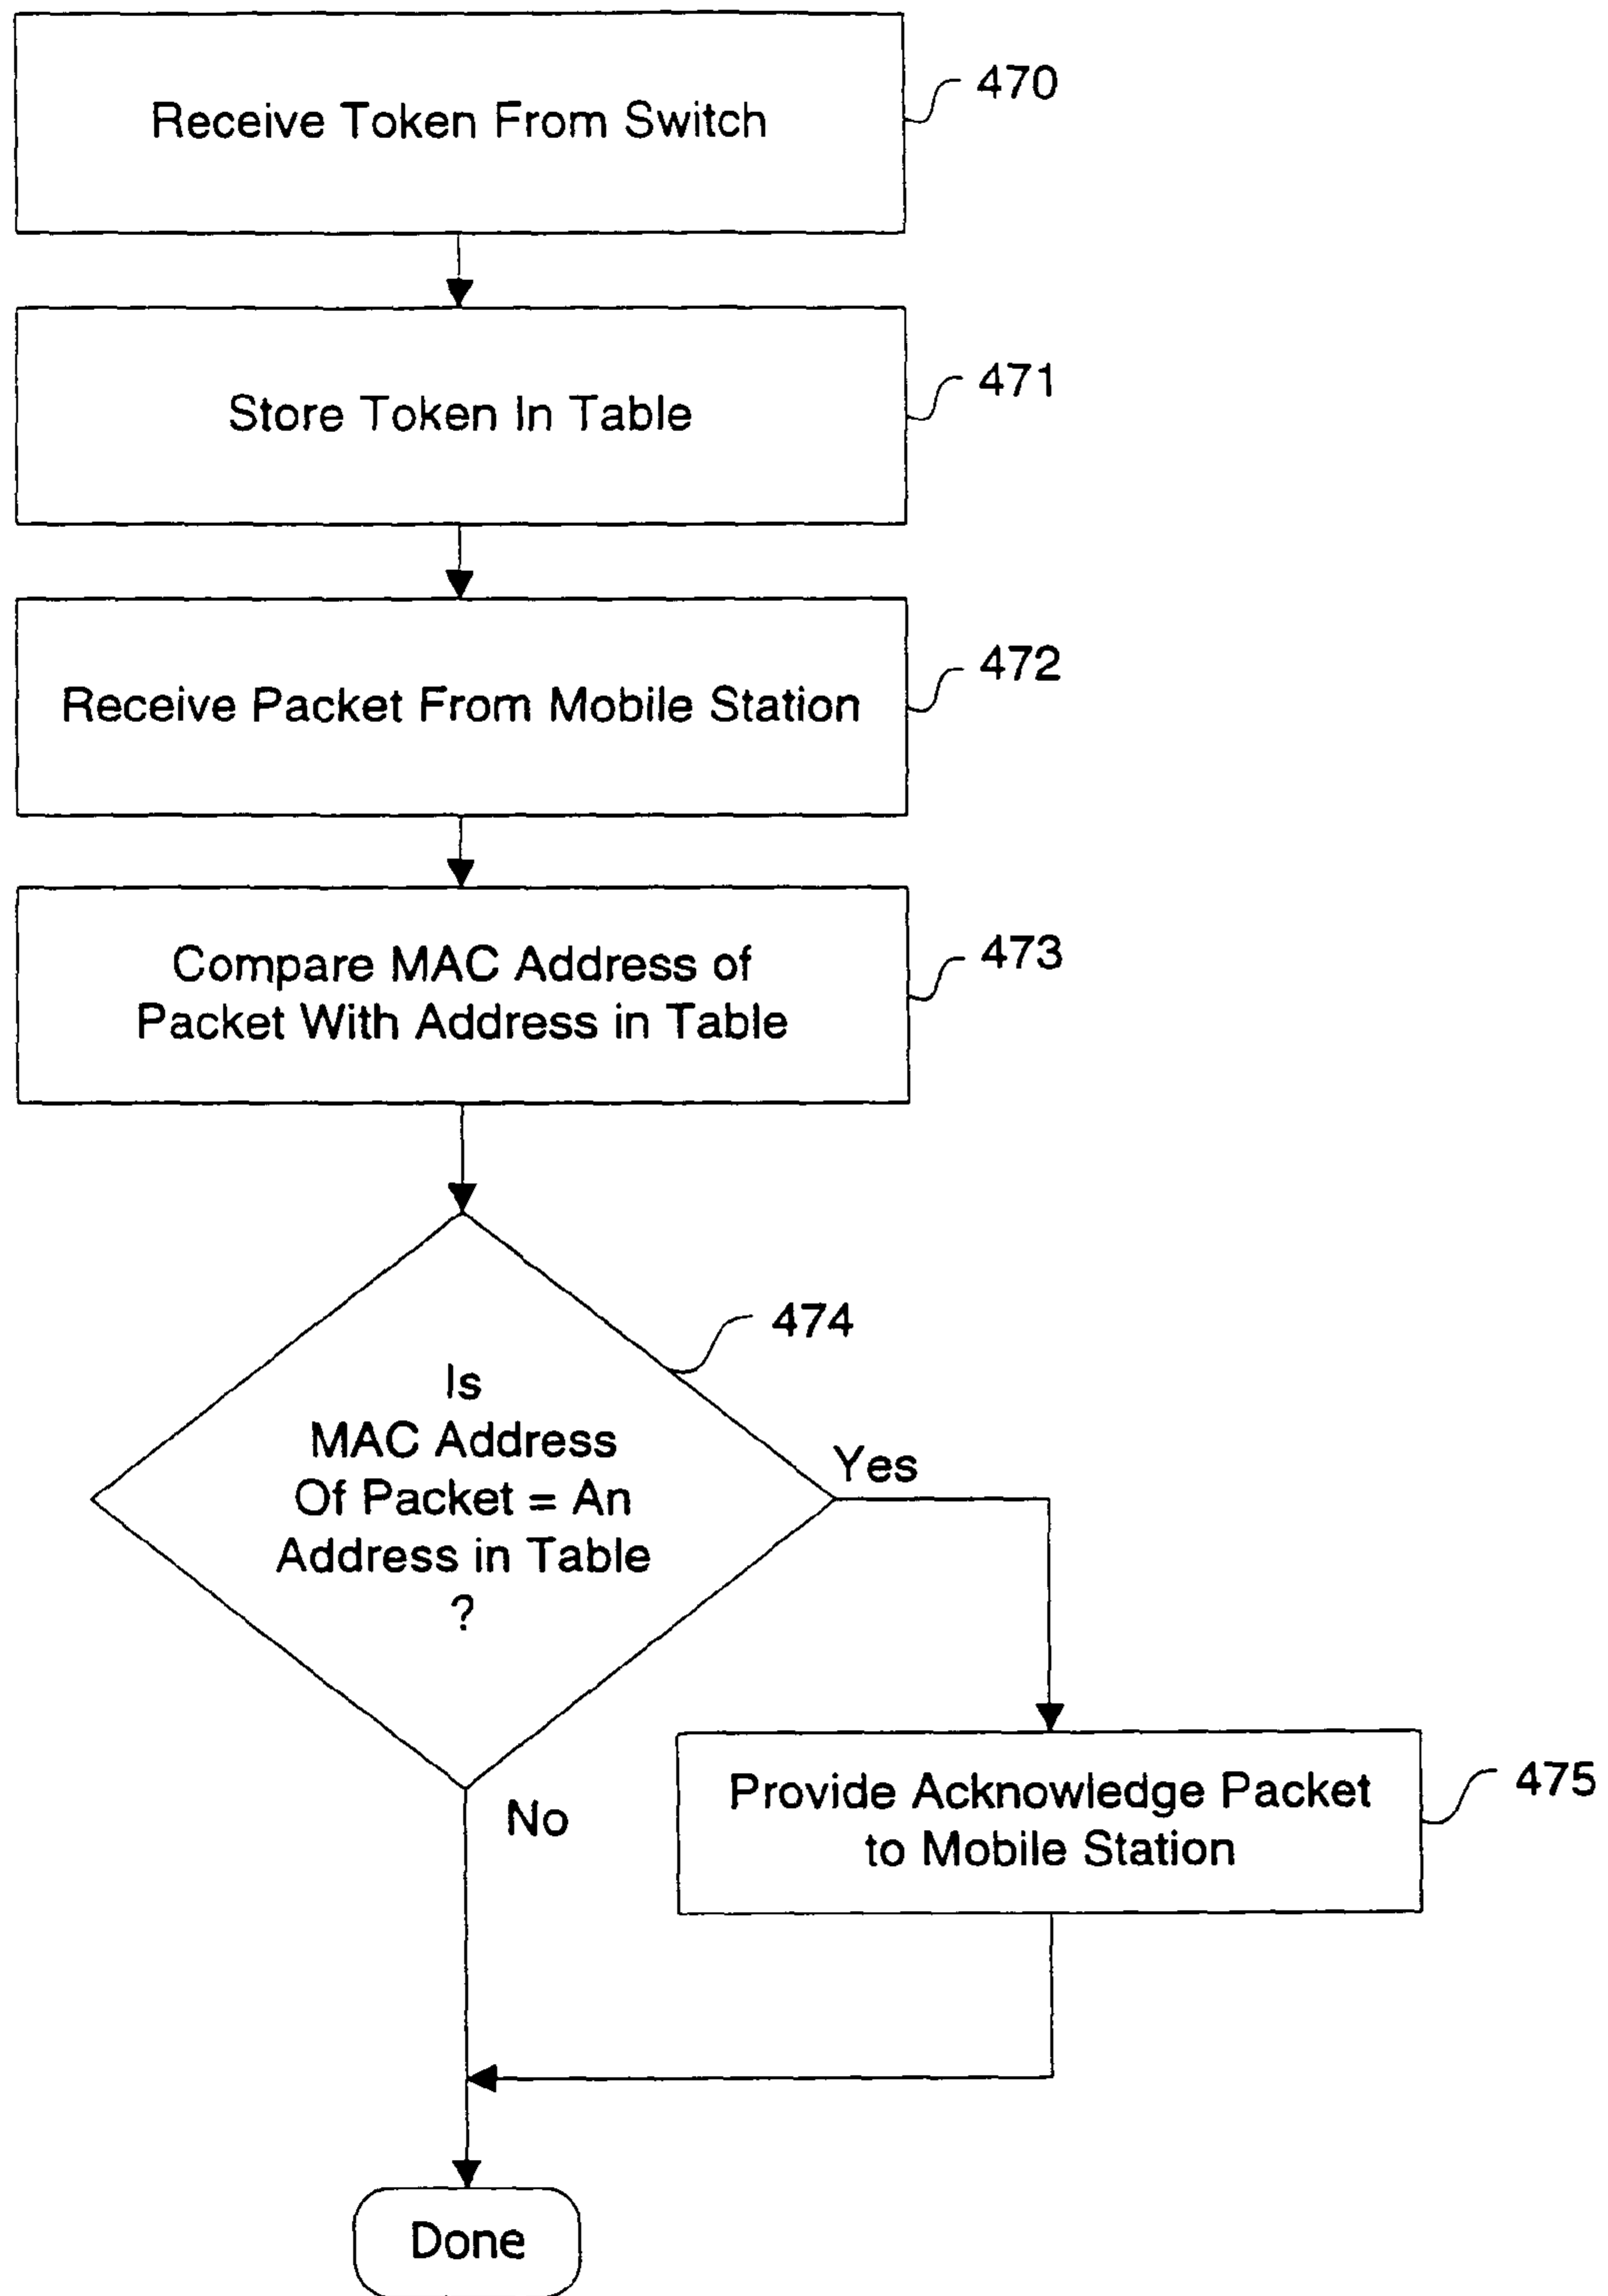 Receive Token From Switch
470
Store Token In Table
471
Receive Packet From Mobile Station
472
Compare MAC Address of
Packet With Address in Table
473
474
Is
MAC Address
Of Packet = An
Address in Table
?
Yes
No
Provide Acknowledge Packet
to Mobile Station
475
Done